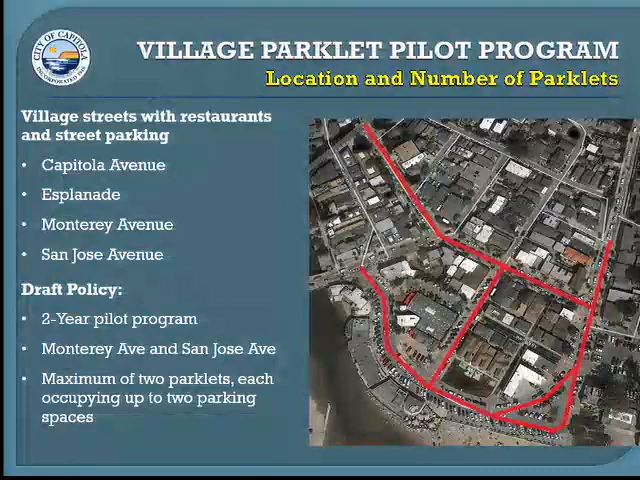 CITY OF CAPITOLA
INCORPORATED 1949
VILLAGE PARKLET PILOT PROGRAM
Location and Number of Parklets
Village streets with restaurants
and street parking
• Capitola Avenue
• Esplanade
• Monterey Avenue
• San Jose Avenue
Draft Policy:
• 2-Year pilot program
• Monterey Ave and San Jose Ave
• Maximum of two parklets, each
occupying up to two parking
spaces